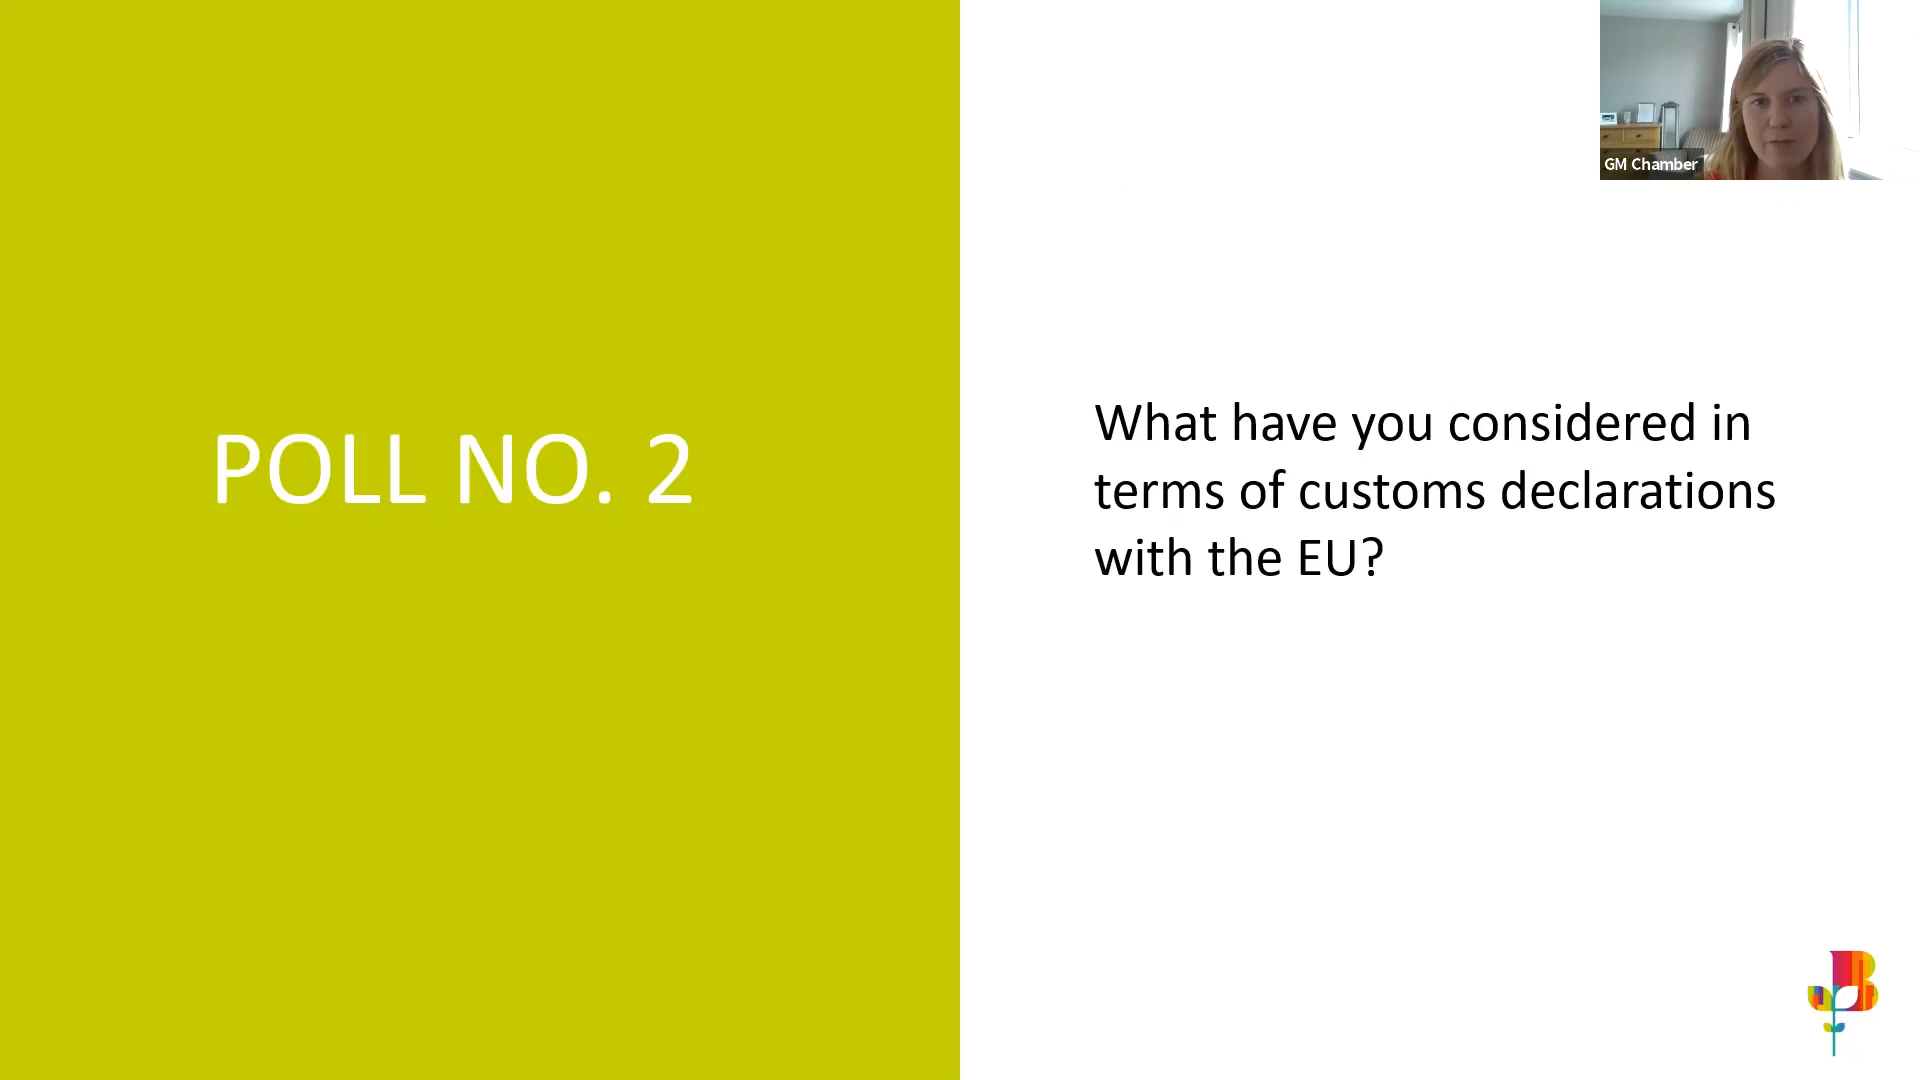 GM Chamber
POLL NO. 2
What have you considered in
terms of customs declarations
with the EU?